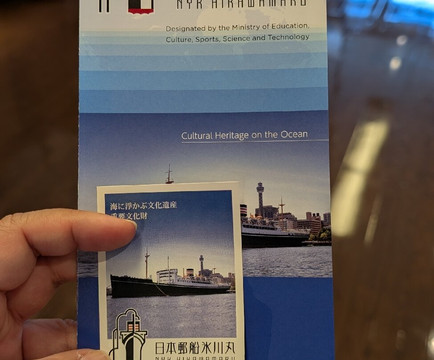 NYK HIKAWAMARU
Designated by the Ministry of Education,
Culture, Sports, Science and Technology
Cultural Heritage on the Ocean
海に浮かぶ文化遺産
重要文化財
日本郵船氷川丸
NYK HIKAWAMARU